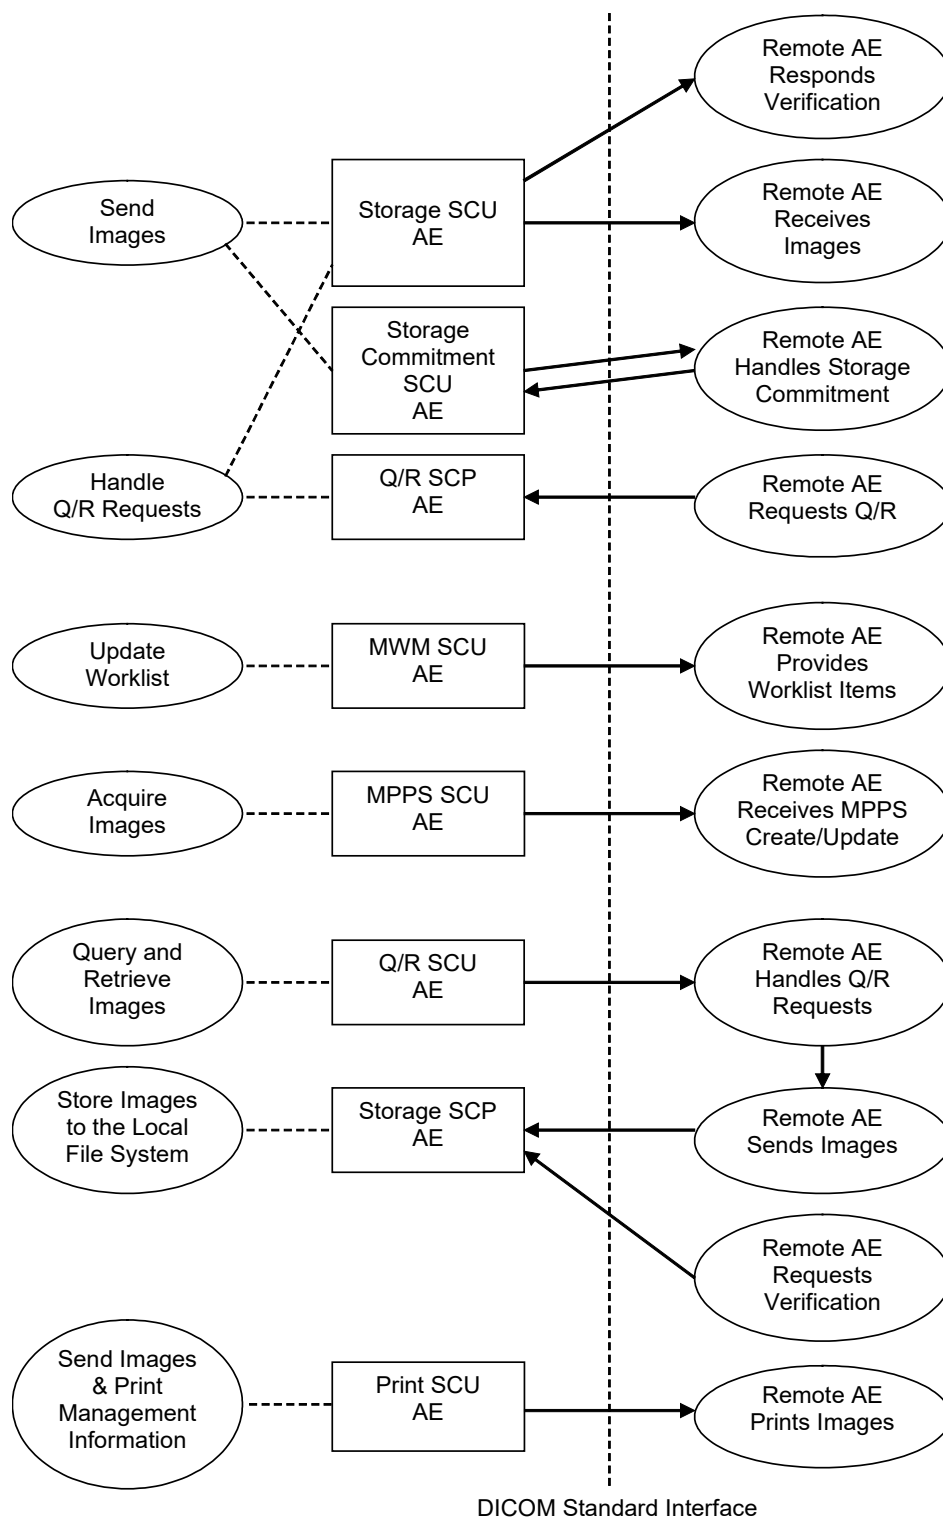 Remote AE
Responds
Verification
Send
Images
Storage SCU
AE
Remote AE
Receives
Images
Storage
Commitment
SCU
AE
Remote AE
Handles Storage
Commitment
Handle
Q/R Requests
Q/R SCP
AE
Remote AE
Requests Q/R
Update
Worklist
MWM SCU
AE
Remote AE
Provides
Worklist Items
Acquire
Images
MPPS SCU
AE
Remote AE
Receives MPPS
Create/Update
Query and
Retrieve
Images
Q/R SCU
AE
Remote AE
Handles Q/R
Requests
Store Images
to the Local
File System
Storage SCP
AE
Remote AE
Sends Images
Remote AE
Requests
Verification
Send Images
& Print
Management
Information
Print SCU
AE
Remote AE
Prints Images
DICOM Standard Interface